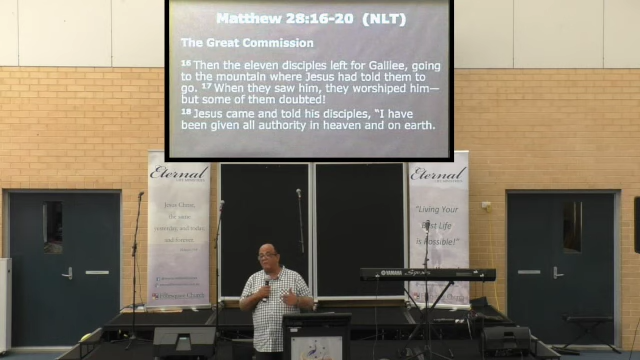 Matthew 28:16-20 (NLT)
The Great Commission
16 Then the eleven disciples left for Galilee, going
to the mountain where Jesus had told them to
go. 17 When they saw him, they worshiped him—
but some of them doubted!
18 Jesus came and told his disciples, "I have
been given all authority in heaven and on earth.
Eternal
Jesus Christ,
the same
yesterday, and today,
and forever.
Eternal
"Living Your
Best Life
is Possible!"
YAMAHA